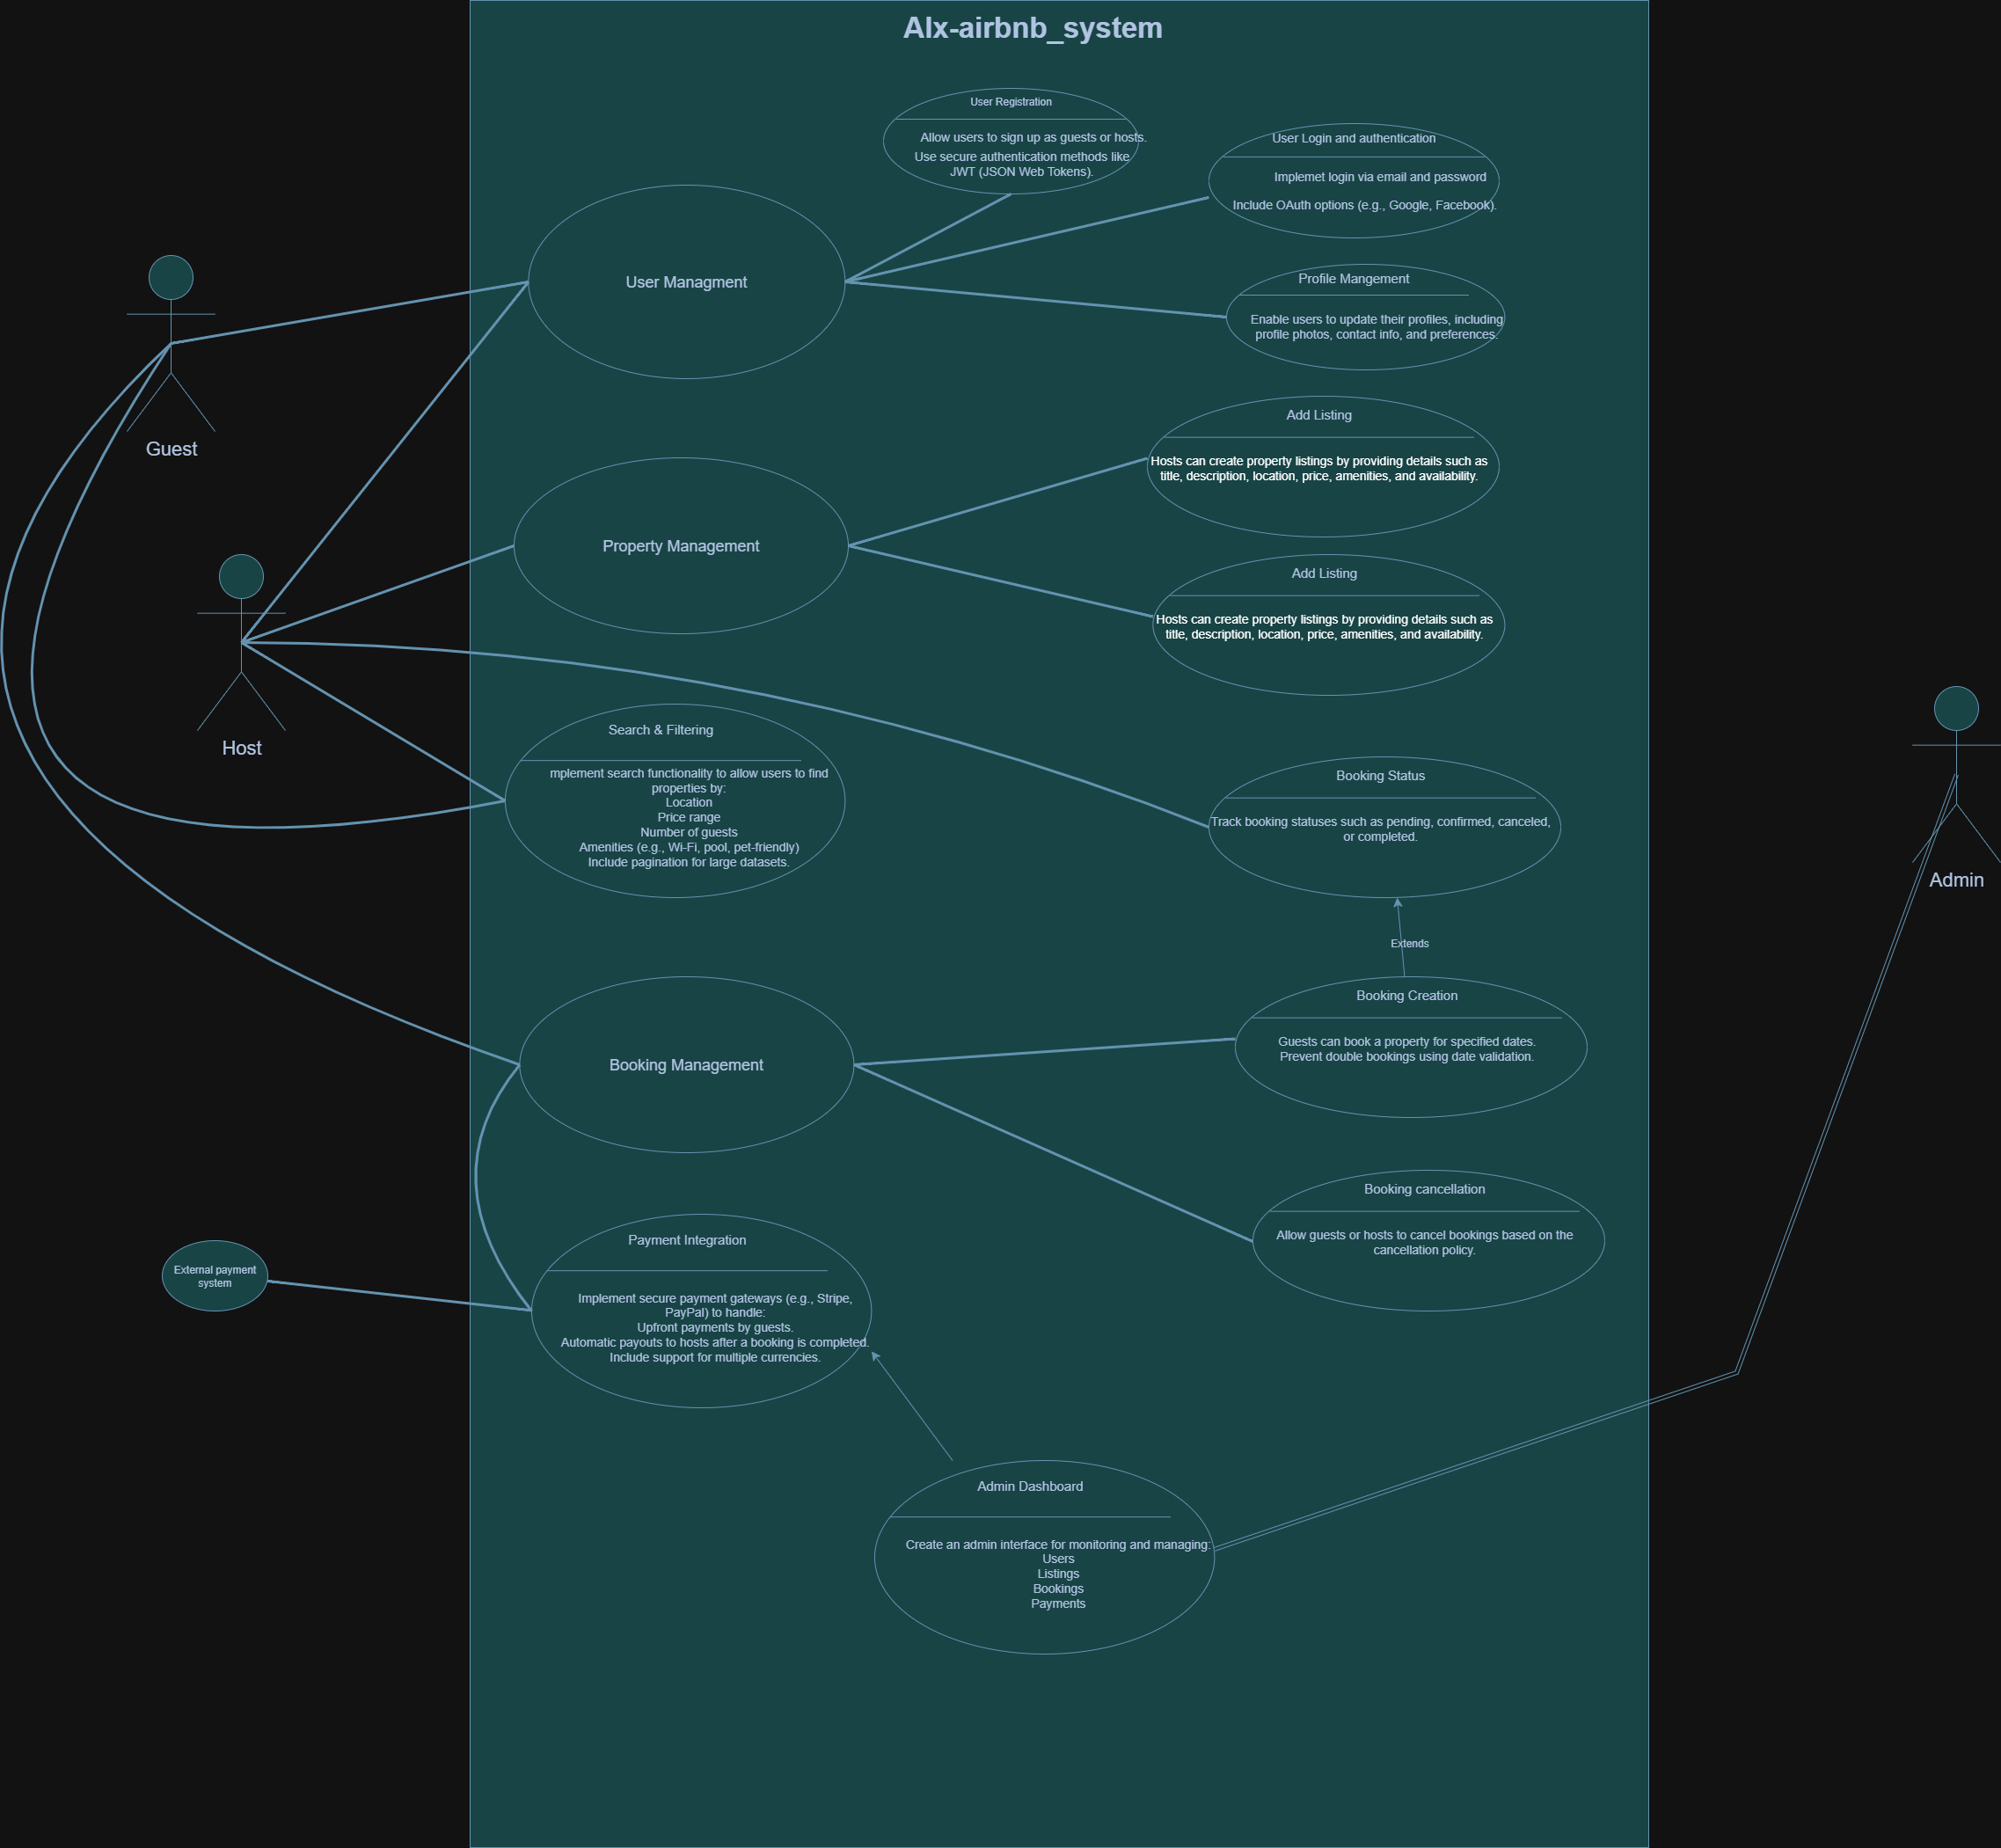 Alx-airbnb_system
User Registration
Allow users to sign up as guests or hosts.
Use secure authentication methods like
JWT (JSON Web Tokens).
User Login and authentication
Implemet login via email and password
Include OAuth options (e.g., Google, Facebook).
User Managment
Profile Mangement
Enable users to update their profiles, including
profile photos, contact info, and preferences.
Guest
Add Listing
Hosts can create property listings by providing details such as
title, description, location, price, amenities, and availability.
Property Management
Add Listing
Hosts can create property listings by providing details such as
title, description, location, price, amenities, and availability.
Host
Search & Filtering
mplement search functionality to allow users to find
properties by:
Location
Price range
Number of guests
Amenities (e.g., Wi-Fi, pool, pet-friendly)
Include pagination for large datasets.
Booking Status
Track booking statuses such as pending, confirmed, canceled,
or completed.
Admin
Extends
Booking Creation
Guests can book a property for specified dates.
Prevent double bookings using date validation.
Booking Management
Booking cancellation
Allow guests or hosts to cancel bookings based on the
cancellation policy.
External payment
system
Payment Integration
Implement secure payment gateways (e.g., Stripe,
PayPal) to handle:
Upfront payments by guests.
Automatic payouts to hosts after a booking is completed.
Include support for multiple currencies.
Admin Dashboard
Create an admin interface for monitoring and managing:
Users
Listings
Bookings
Payments